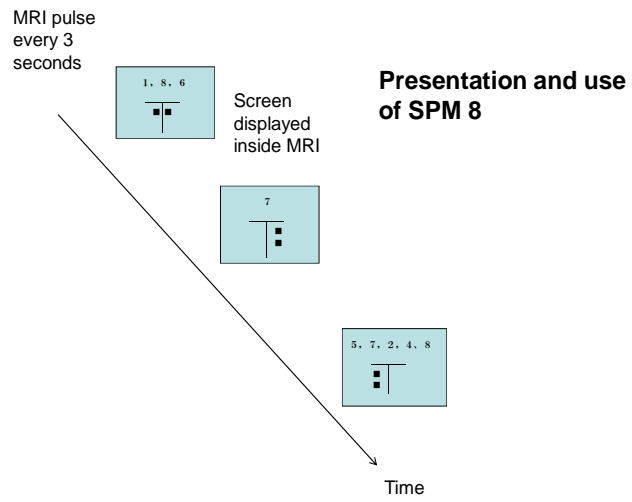 MRI pulse
every 3
seconds
Presentation and use
of SPM 8
1, 8, 6
Screen
displayed
inside MRI
7
5, 7, 2, 4、8
Time